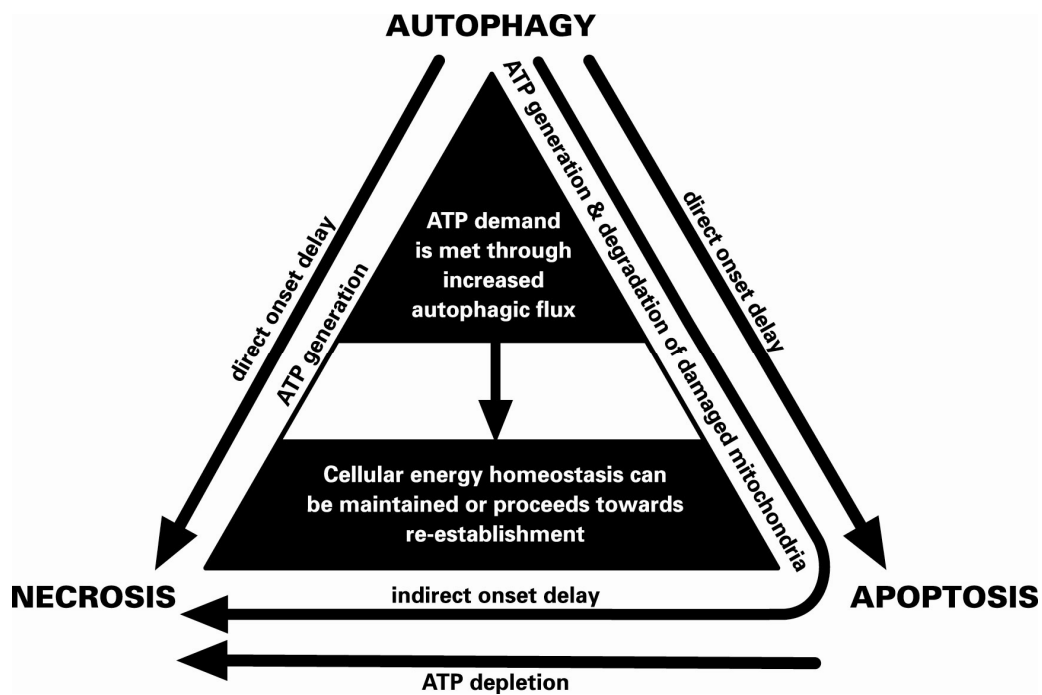 AUTOPHAGY
direct onset delay
ATP generation
ATP generation & degradation of damaged mitochondria
direct onset delay
ATP demand
is met through
increased
autophagic flux
Cellular energy homeostasis can
be maintained or proceeds towards
re-establishment
NECROSIS
indirect onset delay
APOPTOSIS
ATP depletion